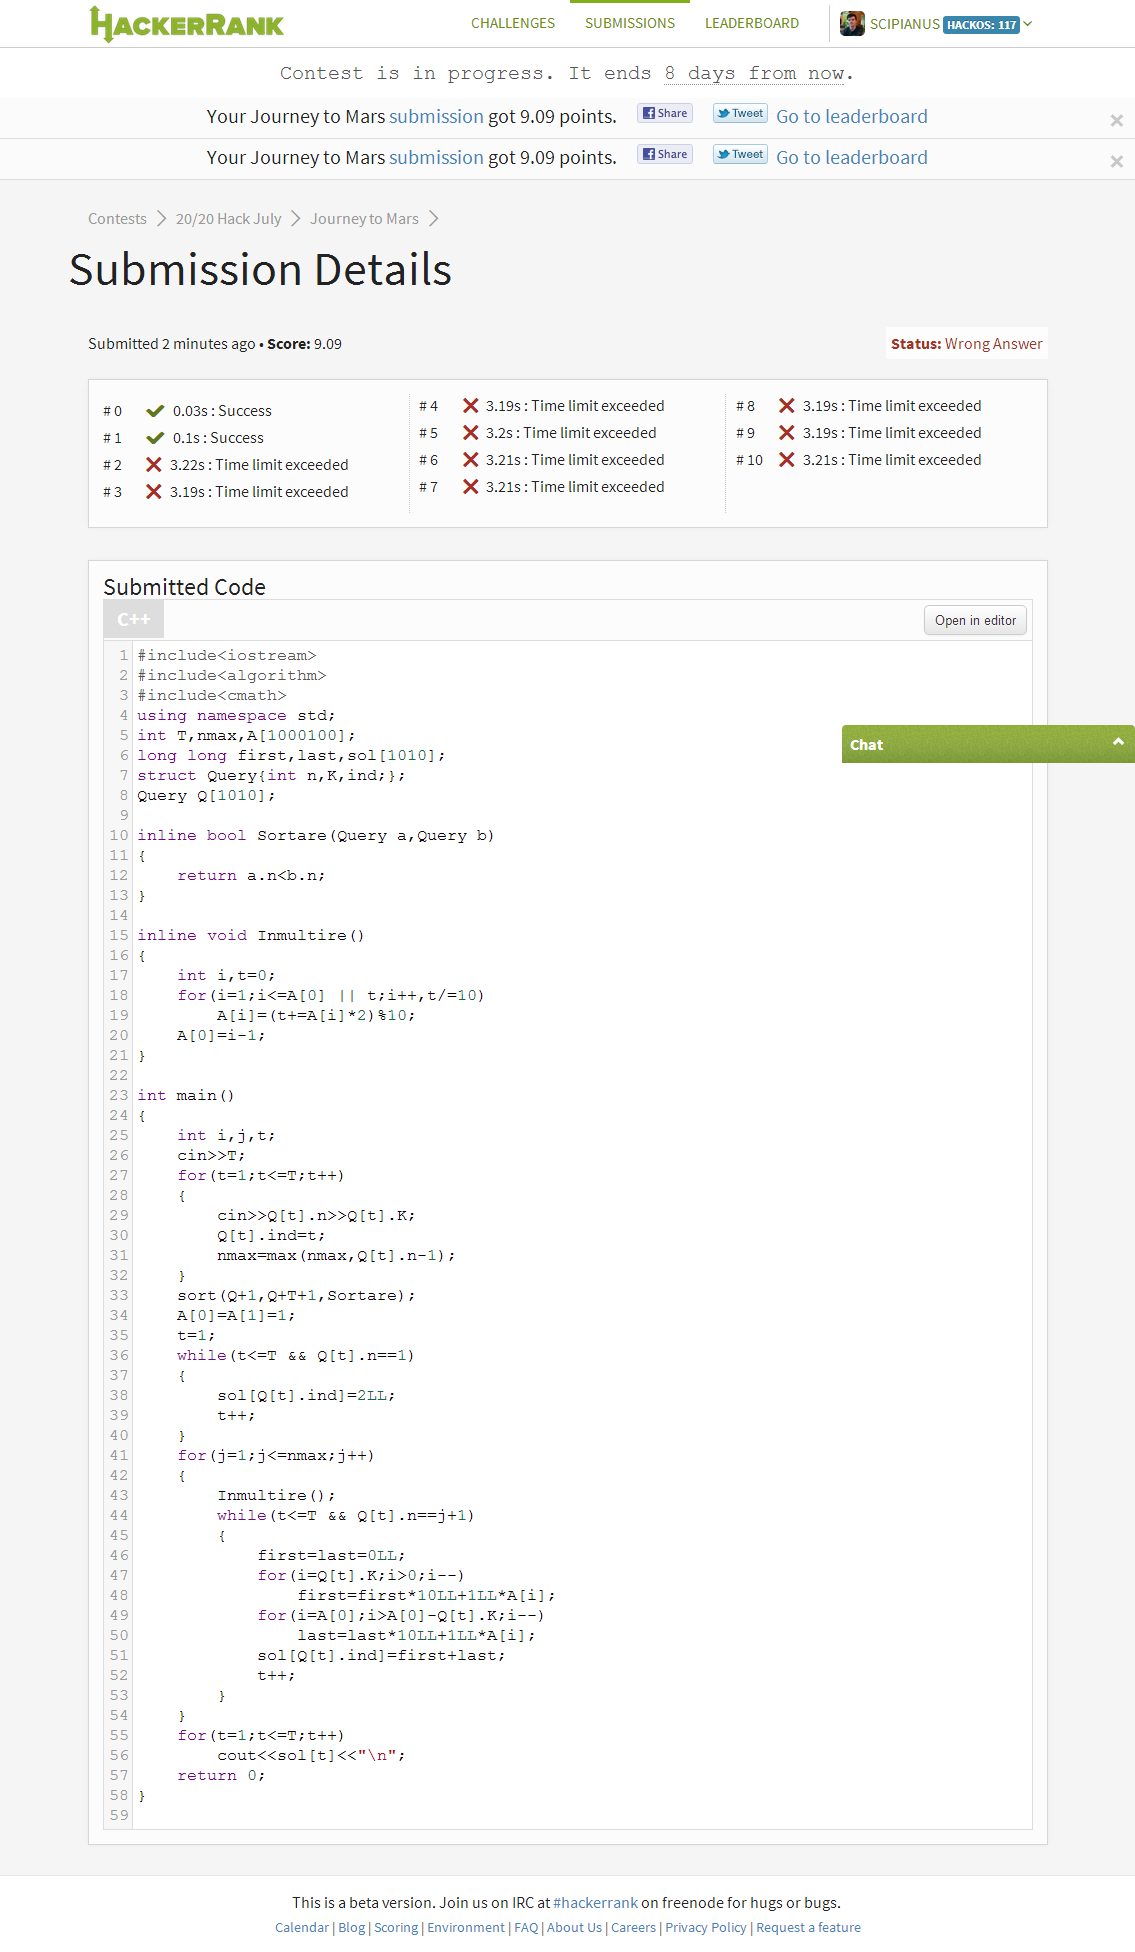 HACKERRANK
CHALLENGES SUBMISSIONS LEADERBOARD SCIPIANUS HACKOS: 117
Contest is in progress. It ends 8 days from now.
Your Journey to Mars submission got 9.09 points. Share Tweet Go to leaderboard ×
Your Journey to Mars submission got 9.09 points. Share Tweet Go to leaderboard ×
Contests 20/20 Hack July Journey to Mars
Submission Details
Submitted 2 minutes ago • Score: 9.09
Status: Wrong Answer
# 0 0.03s : Success
# 1 0.1s : Success
# 2 3.22s : Time limit exceeded
# 3 3.19s : Time limit exceeded
# 4 3.19s : Time limit exceeded
# 5 3.2s : Time limit exceeded
# 6 3.21s : Time limit exceeded
# 7 3.21s : Time limit exceeded
# 8 3.19s : Time limit exceeded
# 9 3.19s : Time limit exceeded
# 10 3.21s : Time limit exceeded
Submitted Code
C++
Open in editor
1 #include<iostream>
2 #include<algorithm>
3 #include<cmath>
4 using namespace std;
5 int T,nmax,A[1000100];
6 long long first,last,sol[1010];
7 struct Query{int n,K,ind;};
8 Query Q[1010];
9
10 inline bool Sortare(Query a,Query b)
11 {
12     return a.n<b.n;
13 }
14
15 inline void Inmultire()
16 {
17     int i,t=0;
18     for(i=1;i<=A[0] || t;i++,t/=10)
19         A[i]=(t+=A[i]*2)%10;
20     A[0]=i-1;
21 }
22
23 int main()
24 {
25     int i,j,t;
26     cin>>T;
27     for(t=1;t<=T;t++)
28     {
29         cin>>Q[t].n>>Q[t].K;
30         Q[t].ind=t;
31         nmax=max(nmax,Q[t].n-1);
32     }
33     sort(Q+1,Q+T+1,Sortare);
34     A[0]=A[1]=1;
35     t=1;
36     while(t<=T && Q[t].n==1)
37     {
38         sol[Q[t].ind]=2LL;
39         t++;
40     }
41     for(j=1;j<=nmax;j++)
42     {
43         Inmultire();
44         while(t<=T && Q[t].n==j+1)
45         {
46             first=last=0LL;
47             for(i=Q[t].K;i>0;i--)
48                 first=first*10LL+1LL*A[i];
49             for(i=A[0];i>A[0]-Q[t].K;i--)
50                 last=last*10LL+1LL*A[i];
51             sol[Q[t].ind]=first+last;
52             t++;
53         }
54     }
55     for(t=1;t<=T;t++)
56         cout<<sol[t]<<"\n";
57     return 0;
58 }
59
Chat
This is a beta version. Join us on IRC at #hackerrank on freenode for hugs or bugs.
Calendar | Blog | Scoring | Environment | FAQ | About Us | Careers | Privacy Policy | Request a feature